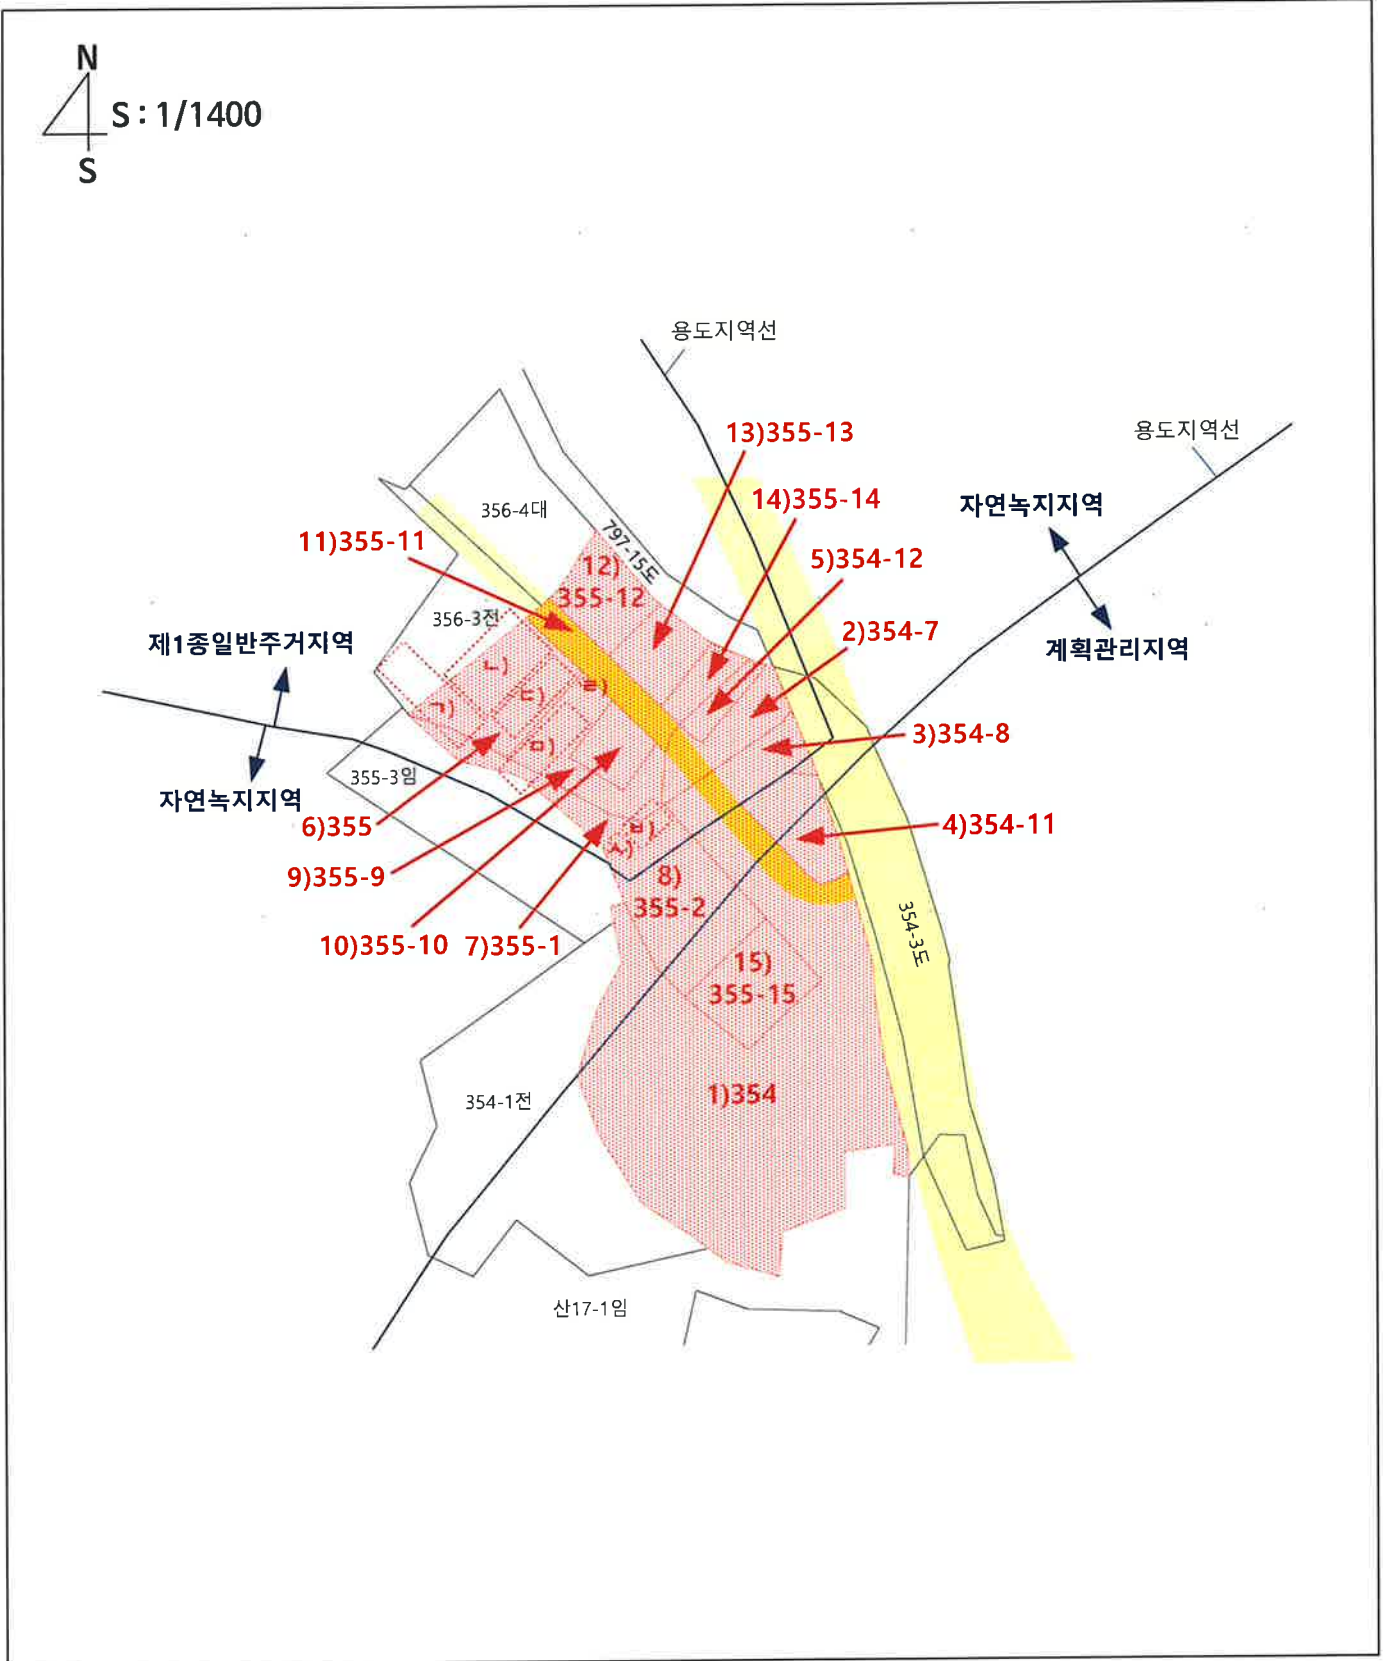 N
S : 1/1400
S
용도지역선
용도지역선
13)355-13
14)355-14
자연녹지지역
356-4대
797-15도
11)355-11
5)354-12
12)
355-12
356-3전
2)354-7
제1종일반주거지역
계획관리지역
ㄴ)
ㄷ)
ㄹ)
ㄱ)
3)354-8
ㅁ)
355-3임
자연녹지지역
6)355
4)354-11
ㅂ)
ㅅ)
9)355-9
8)
355-2
354-3도
10)355-10
7)355-1
15)
355-15
1)354
354-1전
산17-1임